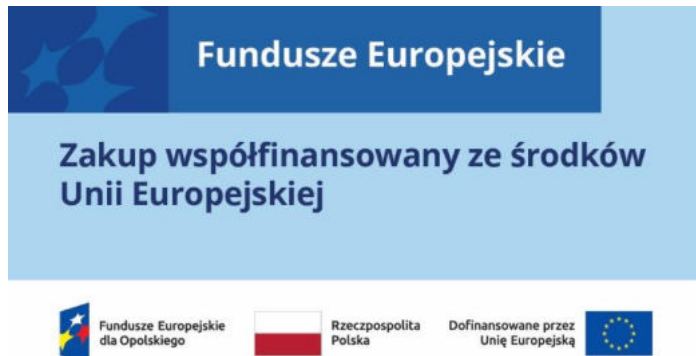 Fundusze Europejskie
Zakup współfinansowany ze środków
Unii Europejskiej
Fundusze Europejskie
dla Opolskiego
Rzeczpospolita
Polska
Dofinansowane przez
Unię Europejską